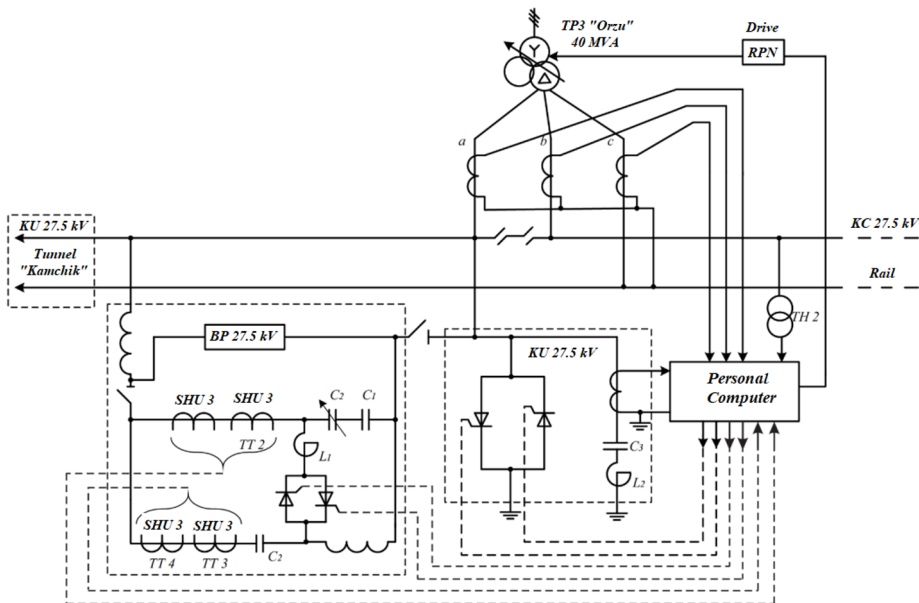 TP3 "Orzu"
40 MVA
Drive
RPN
a
b
c
KU 27.5 kV
KC 27.5 kV
Tunnel
"Kamchik"
Rail
TH 2
BP 27.5 kV
KU 27.5 kV
Personal
Computer
SHU 3
SHU 3
C2
C1
TT 2
L1
C3
L2
SHU 3
SHU 3
TT 4
TT 3
C2